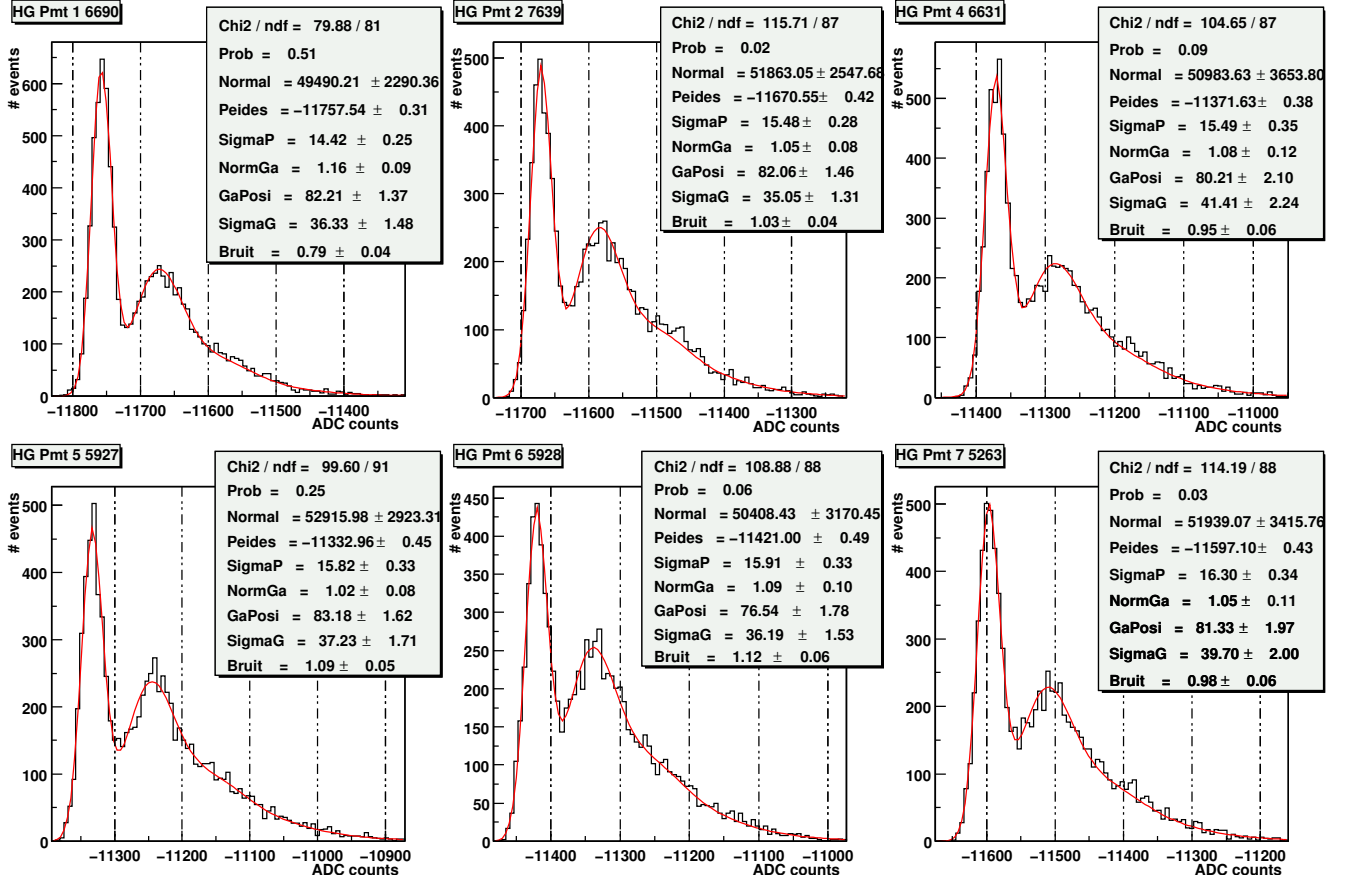 HG Pmt 1 6690
Chi2 / ndf = 79.88 / 81
Prob = 0.51
Normal = 49490.21 ± 2290.36
Peides = −11757.54 ± 0.31
SigmaP = 14.42 ± 0.25
NormGa = 1.16 ± 0.09
GaPosi = 82.21 ± 1.37
SigmaG = 36.33 ± 1.48
Bruit = 0.79 ± 0.04
# events
600
500
400
300
200
100
0
−11800 −11700 −11600 −11500 −11400
ADC counts
HG Pmt 2 7639
Chi2 / ndf = 115.71 / 87
Prob = 0.02
Normal = 51863.05 ± 2547.68
Peides = −11670.55 ± 0.42
SigmaP = 15.48 ± 0.28
NormGa = 1.05 ± 0.08
GaPosi = 82.06 ± 1.46
SigmaG = 35.05 ± 1.31
Bruit = 1.03 ± 0.04
# events
500
400
300
200
100
0
−11700 −11600 −11500 −11400 −11300
ADC counts
HG Pmt 4 6631
Chi2 / ndf = 104.65 / 87
Prob = 0.09
Normal = 50983.63 ± 3653.80
Peides = −11371.63 ± 0.38
SigmaP = 15.49 ± 0.35
NormGa = 1.08 ± 0.12
GaPosi = 80.21 ± 2.10
SigmaG = 41.41 ± 2.24
Bruit = 0.95 ± 0.06
# events
500
400
300
200
100
0
−11400 −11300 −11200 −11100 −11000
ADC counts
HG Pmt 5 5927
Chi2 / ndf = 99.60 / 91
Prob = 0.25
Normal = 52915.98 ± 2923.31
Peides = −11332.96 ± 0.45
SigmaP = 15.82 ± 0.33
NormGa = 1.02 ± 0.08
GaPosi = 83.18 ± 1.62
SigmaG = 37.23 ± 1.71
Bruit = 1.09 ± 0.05
# events
500
400
300
200
100
0
−11300 −11200 −11100 −11000 −10900
ADC counts
HG Pmt 6 5928
Chi2 / ndf = 108.88 / 88
Prob = 0.06
Normal = 50408.43 ± 3170.45
Peides = −11421.00 ± 0.49
SigmaP = 15.91 ± 0.33
NormGa = 1.09 ± 0.10
GaPosi = 76.54 ± 1.78
SigmaG = 36.19 ± 1.53
Bruit = 1.12 ± 0.06
# events
450
400
350
300
250
200
150
100
50
0
−11400 −11300 −11200 −11100 −11000
ADC counts
HG Pmt 7 5263
Chi2 / ndf = 114.19 / 88
Prob = 0.03
Normal = 51939.07 ± 3415.76
Peides = −11597.10 ± 0.43
SigmaP = 16.30 ± 0.34
NormGa = 1.05 ± 0.11
GaPosi = 81.33 ± 1.97
SigmaG = 39.70 ± 2.00
Bruit = 0.98 ± 0.06
# events
500
400
300
200
100
0
−11600 −11500 −11400 −11300 −11200
ADC counts